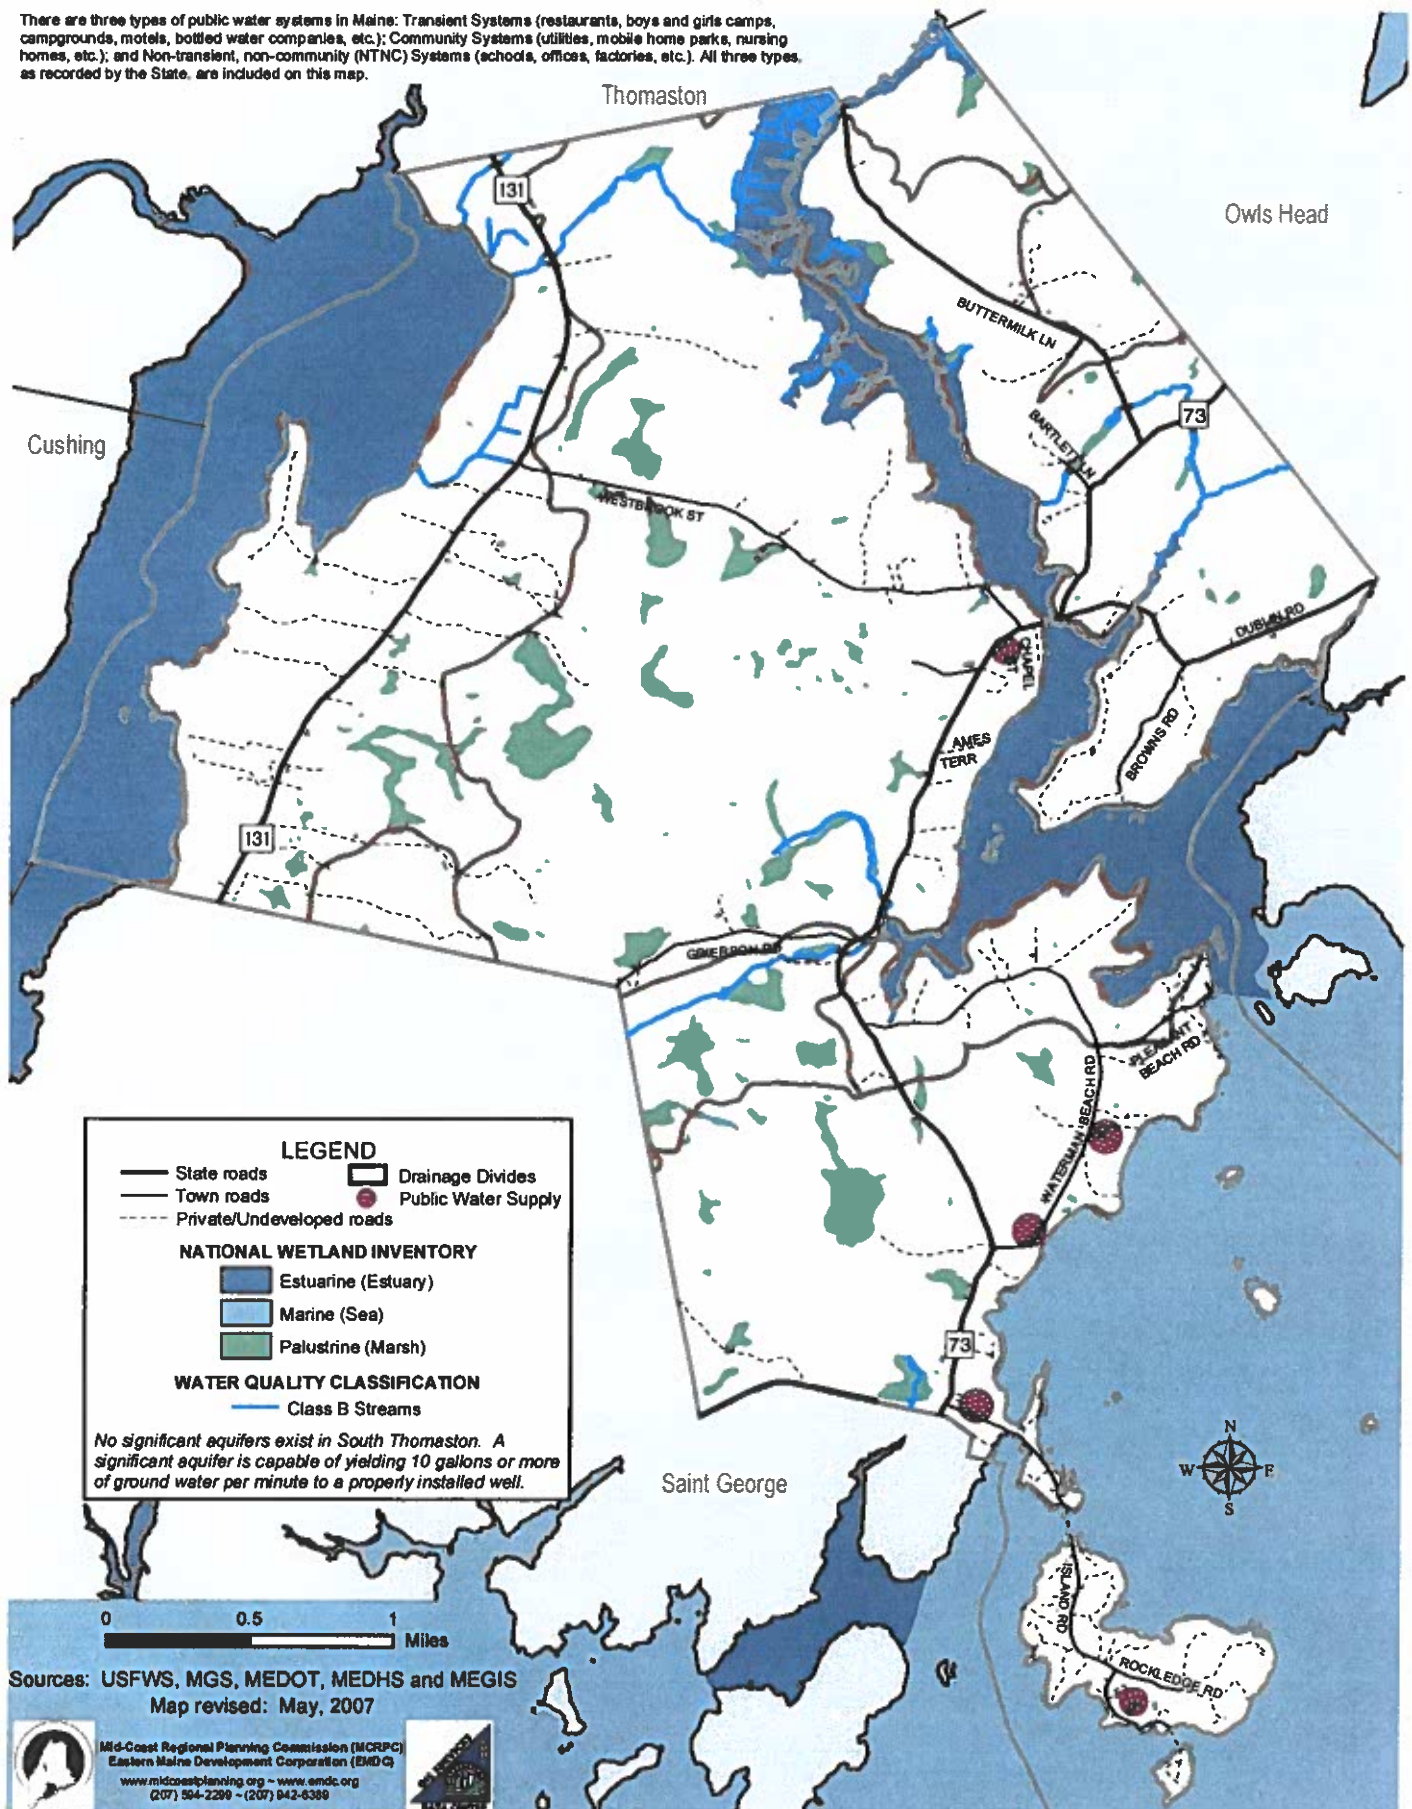 There are three types of public water systems in Maine: Transient Systems (restaurants, boys and girls camps,
campgrounds, motels, bottled water companies, etc.); Community Systems (utilities, mobile home parks, nursing
homes, etc.); and Non-transient, non-community (NTNC) Systems (schools, offices, factories, etc.). All three types,
as recorded by the State, are included on this map.
Thomaston
131
Owls Head
BUTTERMILK LN
Cushing
73
BARTLETT LN
WESTBROOK ST
DUBLIN RD
CHAPEL
ST
AMES
TERR
BROWNS RD
131
GRIERSON RD
PLEASANT
BEACH RD
WATERMAN BEACH RD
LEGEND
State roads
Drainage Divides
Town roads
Public Water Supply
Private/Undeveloped roads
NATIONAL WETLAND INVENTORY
Estuarine (Estuary)
Marine (Sea)
Palustrine (Marsh)
WATER QUALITY CLASSIFICATION
Class B Streams
No significant aquifers exist in South Thomaston. A
significant aquifer is capable of yielding 10 gallons or more
of ground water per minute to a properly installed well.
73
Saint George
N
W E
S
ISLAND RD
ROCKLEDGE RD
0 0.5 1
Miles
Sources: USFWS, MGS, MEDOT, MEDHS and MEGIS
Map revised: May, 2007
Mid-Coast Regional Planning Commission (MCRPC)
Eastern Maine Development Corporation (EMDC)
www.midcoastplanning.org ~ www.emdc.org
(207) 594-2299 ~ (207) 942-6389